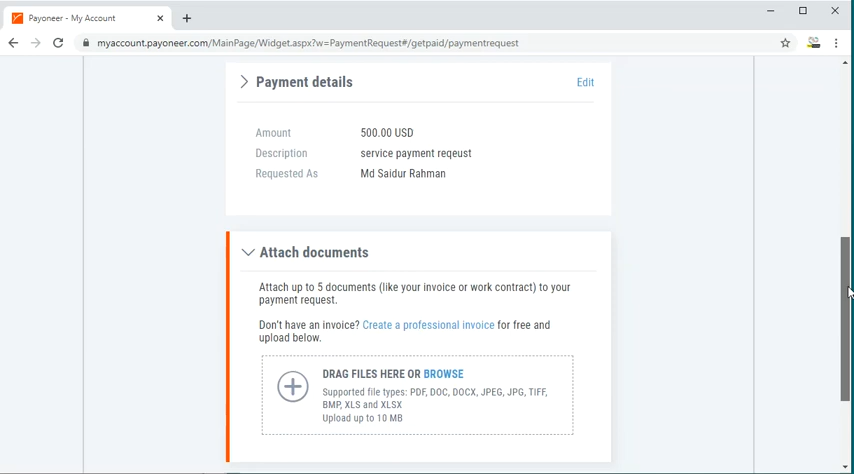 Payoneer - My Account
myaccount.payoneer.com/MainPage/Widget.aspx?w=PaymentRequest#/getpaid/paymentrequest
Payment details
Edit
Amount 500.00 USD
Description service payment reqeust
Requested As Md Saidur Rahman
Attach documents
Attach up to 5 documents (like your invoice or work contract) to your
payment request.
Don't have an invoice? Create a professional invoice for free and
upload below.
DRAG FILES HERE OR BROWSE
Supported file types: PDF, DOC, DOCX, JPEG, JPG, TIFF,
BMP, XLS and XLSX
Upload up to 10 MB